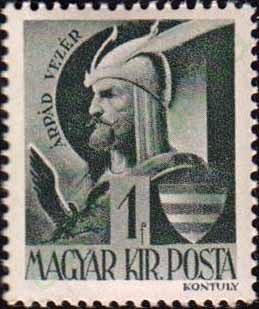 ÁRPÁD VEZÉR
1f
MAGYAR KIR. POSTA
KONTULY